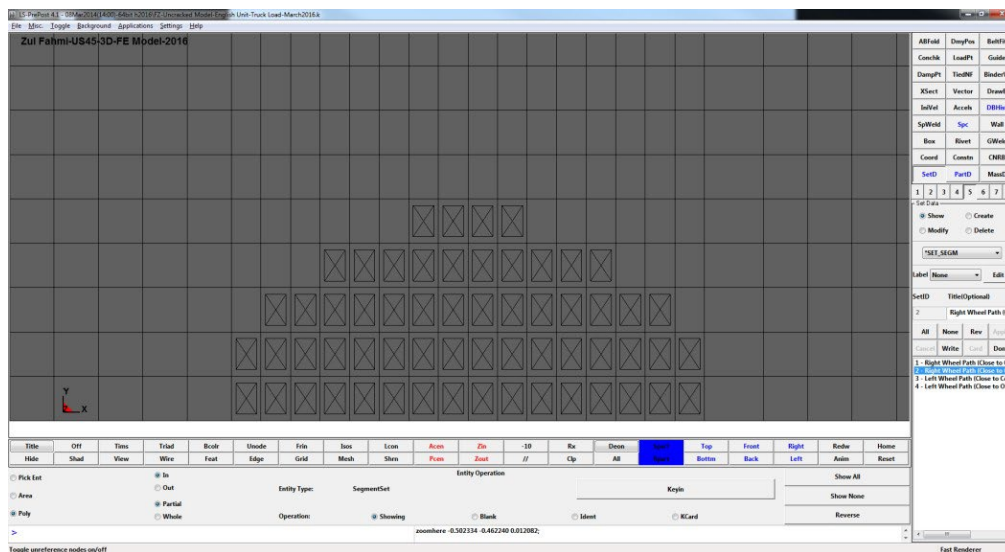 LS-PrePost 4.1 - 08Mar2014(14:00)-64bit h2016\FZ-Uncracked Model-English Unit-Truck Load-March2016.k
File Misc. Toggle Background Applications Settings Help
Zul Fahmi-US45-3D-FE Model-2016
Y
X
ABFold DmyPos BeltFi
Conchk LoadPt Guide
DampPt TiedNF Binder
XSect Vector DrawB
IniVel Accels DBHis
SpWeld Spc Wall
Box Rivet GWeld
Coord Constn CNRB
SetD PartD MassD
1 2 3 4 5 6 7
Set Data
Show Create
Modify Delete
*SET_SEGM
Label None Edit
SetID Title(Optional)
2 Right Wheel Path (
All None Rev Appl
Cancel Write Card Don
1 - Right Wheel Path (Close to
2 - Right Wheel Path (Close to
3 - Left Wheel Path (Close to Ce
4 - Left Wheel Path (Close to O
Title Off Tims Triad Bcolr Unode Frin Isos Lcon Acen Zin -10 Rx Deon Top Front Right Redw Home
Hide Shad View Wire Feat Edge Grid Mesh Shrn Pcen Zout // Clp All Bottm Back Left Anim Reset
Pick Ent
Area
Poly
In
Out
Partial
Whole
Entity Operation
Entity Type: SegmentSet Keyin
Operation: Showing Blank Ident KCard
Show All
Show None
Reverse
> zoomhere -0.502334 -0.462240 0.012082;
Toggle unreference nodes on/off Fast Renderer